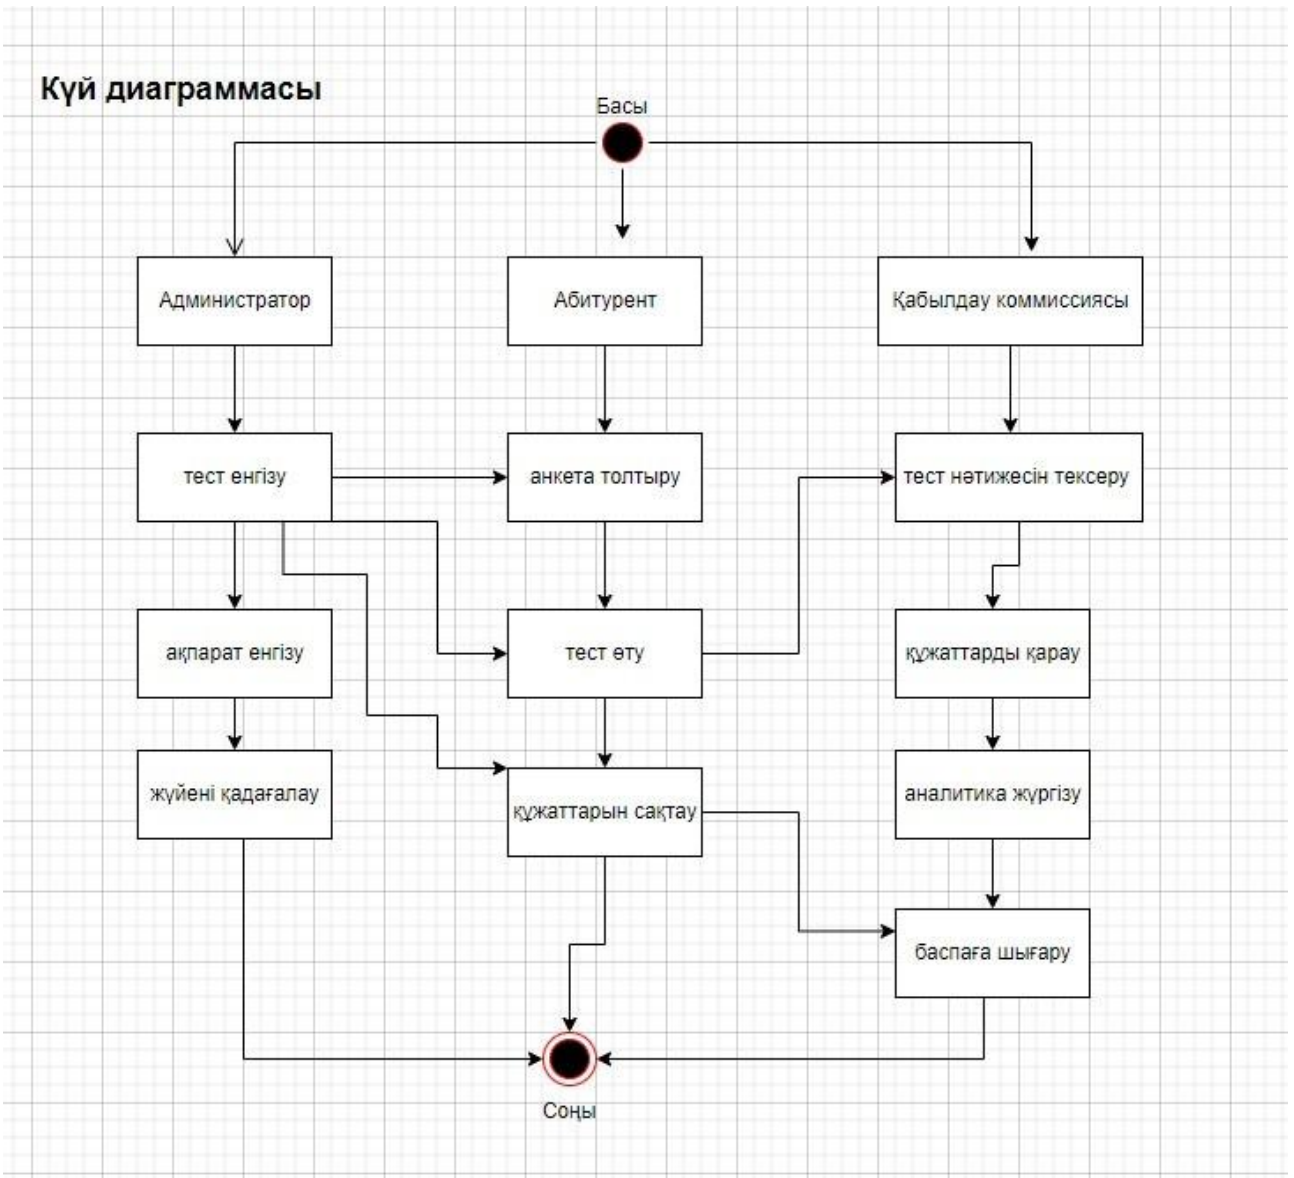 Күй диаграммасы
Басы
Администратор
Абитурент
Қабылдау коммиссиясы
тест енгізу
анкета толтыру
тест нәтижесін тексеру
ақпарат енгізу
тест өту
құжаттарды қарау
жүйені қадағалау
құжаттарын сақтау
аналитика жүргізу
баспаға шығару
Соңы